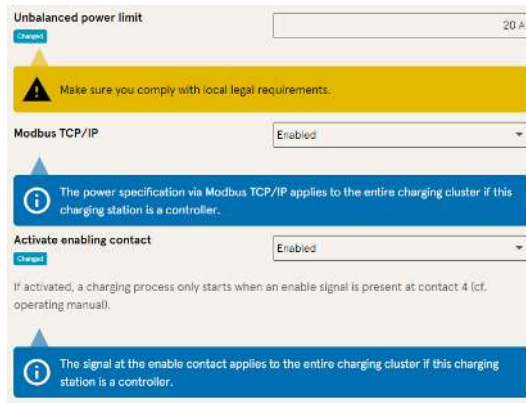 Unbalanced power limit
20 A
Changed
Make sure you comply with local legal requirements.
Modbus TCP/IP
Enabled
The power specification via Modbus TCP/IP applies to the entire charging cluster if this
charging station is a controller.
Activate enabling contact
Enabled
Changed
If activated, a charging process only starts when an enable signal is present at contact 4 (cf.
operating manual).
The signal at the enable contact applies to the entire charging cluster if this charging
station is a controller.